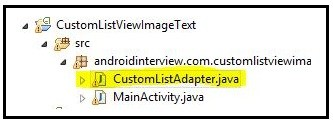 CustomListViewImageText
src
androidinterview.com.customlistviewima
CustomListAdapter.java
MainActivity.java